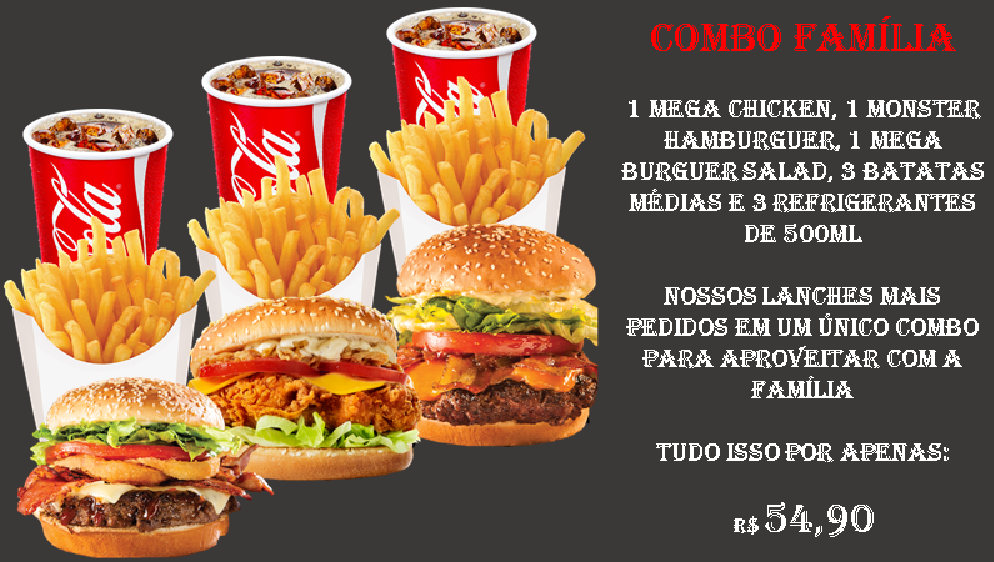 COMBO FAMÍLIA
1 MEGA CHICKEN, 1 MONSTER
HAMBURGUER, 1 MEGA
BURGUER SALAD, 3 BATATAS
MÉDIAS E 3 REFRIGERANTES
DE 500ML
NOSSOS LANCHES MAIS
PEDIDOS EM UM ÚNICO COMBO
PARA APROVEITAR COM A
FAMÍLIA
TUDO ISSO POR APENAS:
R$ 54,90